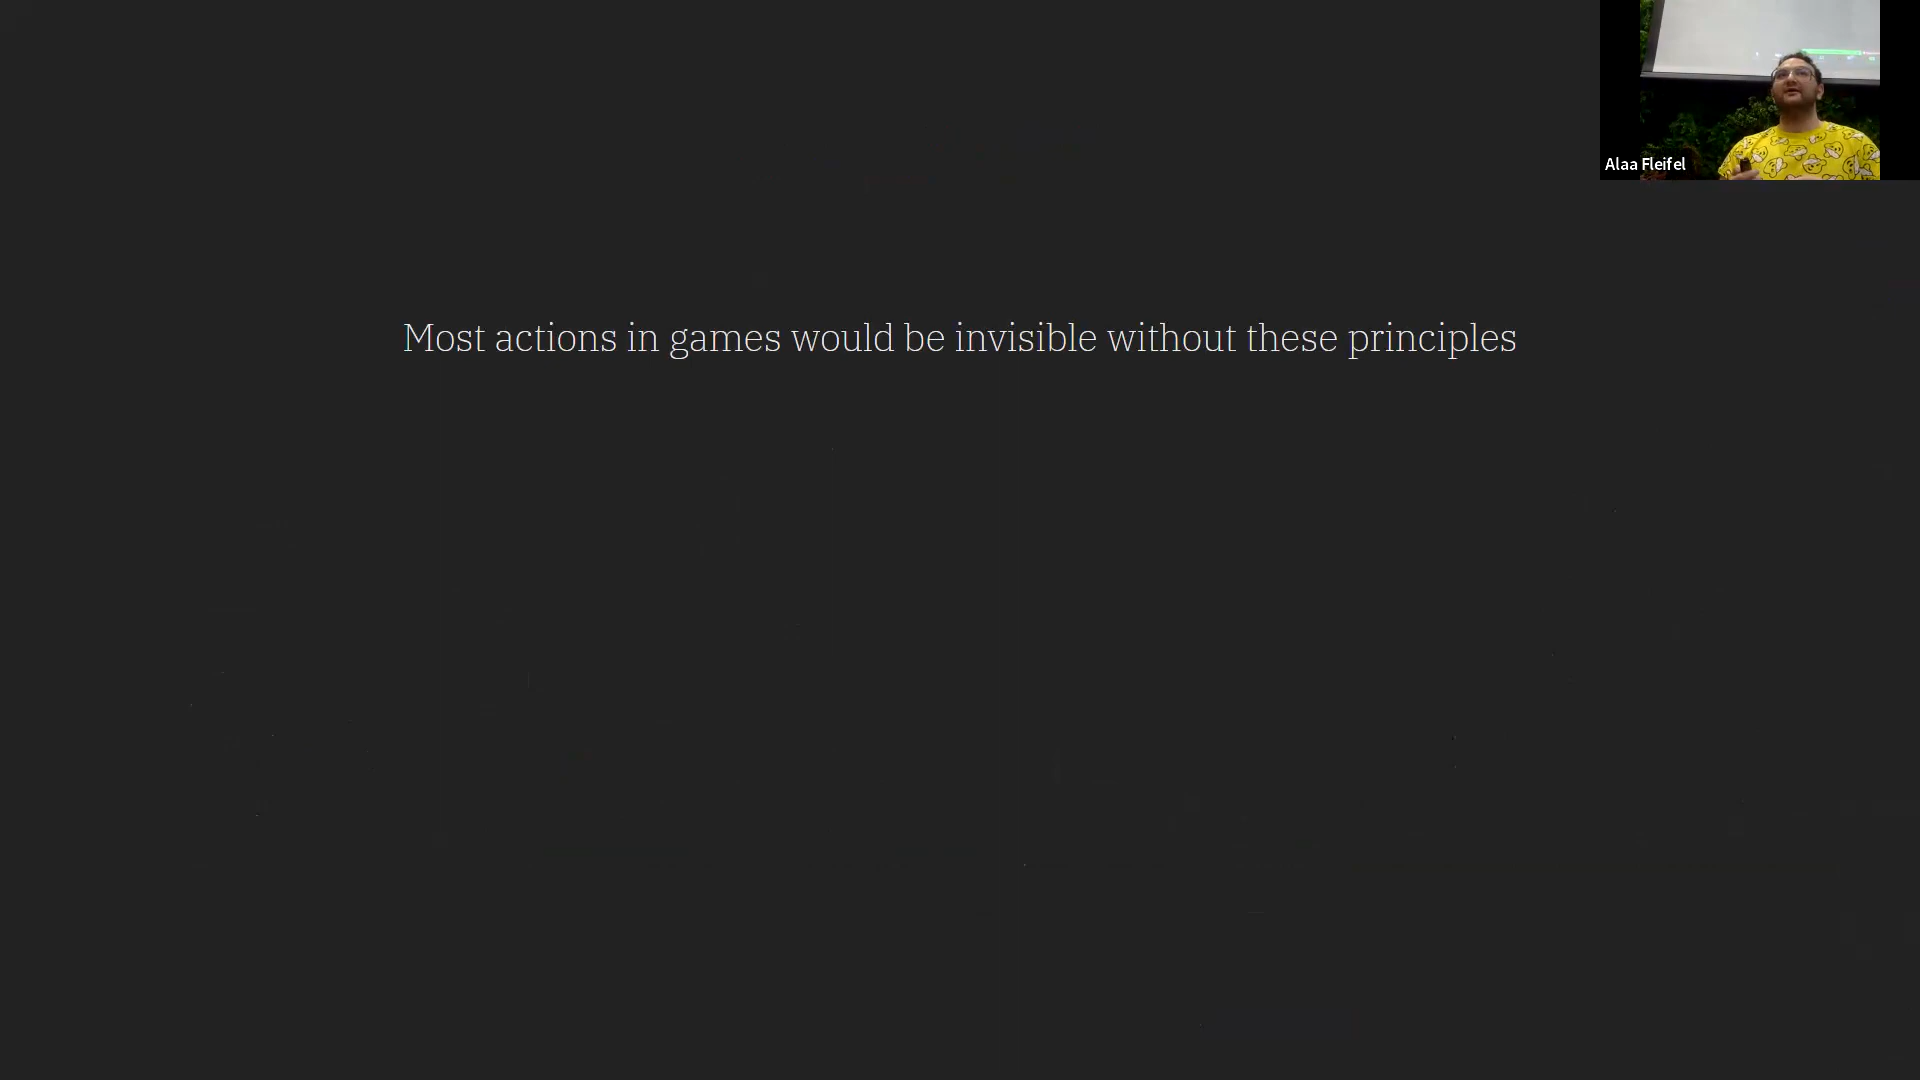 Alaa Fleifel
Most actions in games would be invisible without these principles